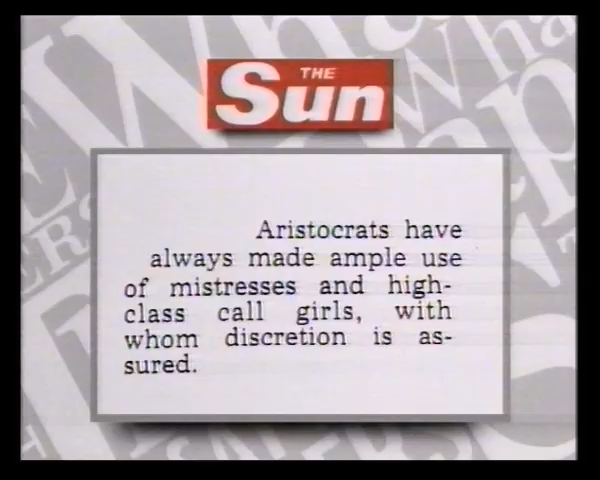 THE
Sun
Aristocrats have
always made ample use
of mistresses and high-
class call girls, with
whom discretion is as-
sured.